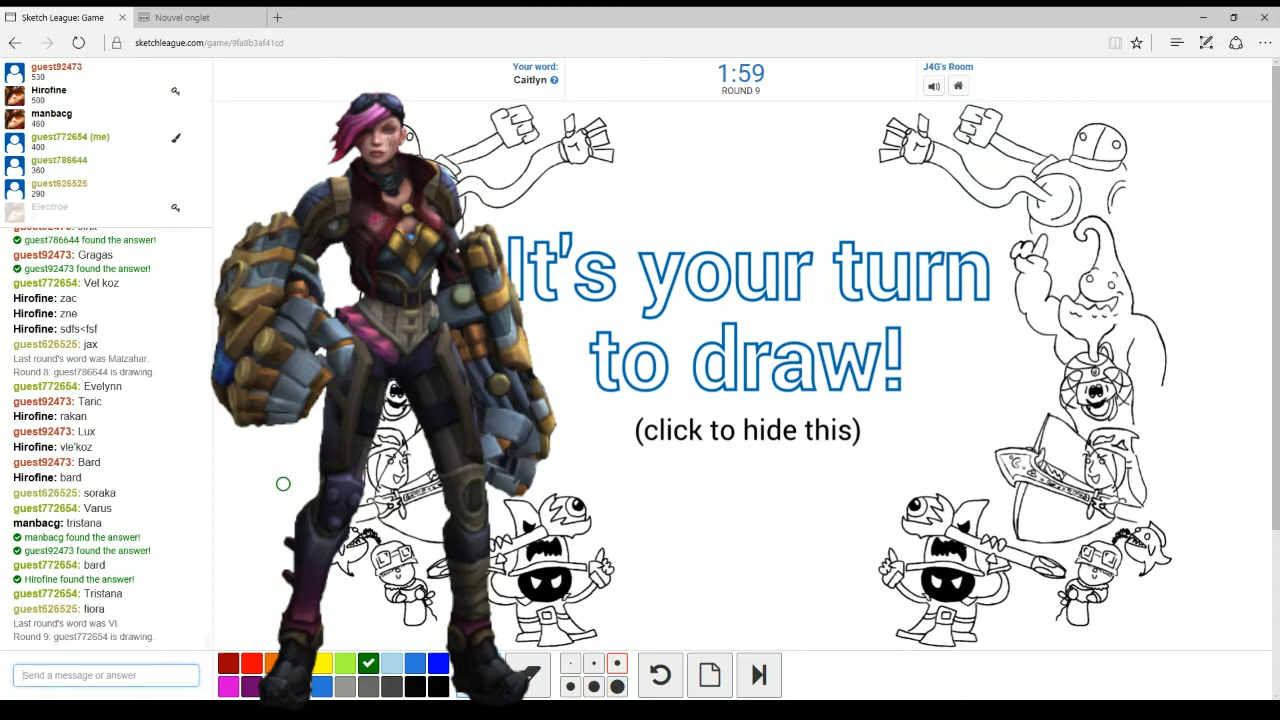 Sketch League: Game
Nouvel onglet
sketchleague.com/game/9fa8b3af41cd
guest92473
530
Hirofine
500
manbacg
460
guest772654 (me)
400
guest786644
360
guest626525
290
Electroe
Your word:
Caitlyn
1:59
ROUND 9
J4G's Room
guest786644 found the answer!
guest92473: Gragas
guest92473 found the answer!
guest772654: Vel koz
Hirofine: zac
Hirofine: zne
Hirofine: sdfs<fsf
guest626525: jax
Last round's word was Malzahar.
Round 8: guest786644 is drawing
guest772654: Evelynn
guest92473: Taric
Hirofine: rakan
guest92473: Lux
Hirofine: vle'koz
guest92473: Bard
Hirofine: bard
guest626525: soraka
guest772654: Varus
manbacg: tristana
manbacg found the answer!
guest92473 found the answer!
guest772654: bard
Hirofine found the answer!
guest772654: Tristana
guest626525: fiora
Last round's word was Vi.
Round 9: guest772654 is drawing.
Send a message or answer
It's your turn
to draw!
(click to hide this)